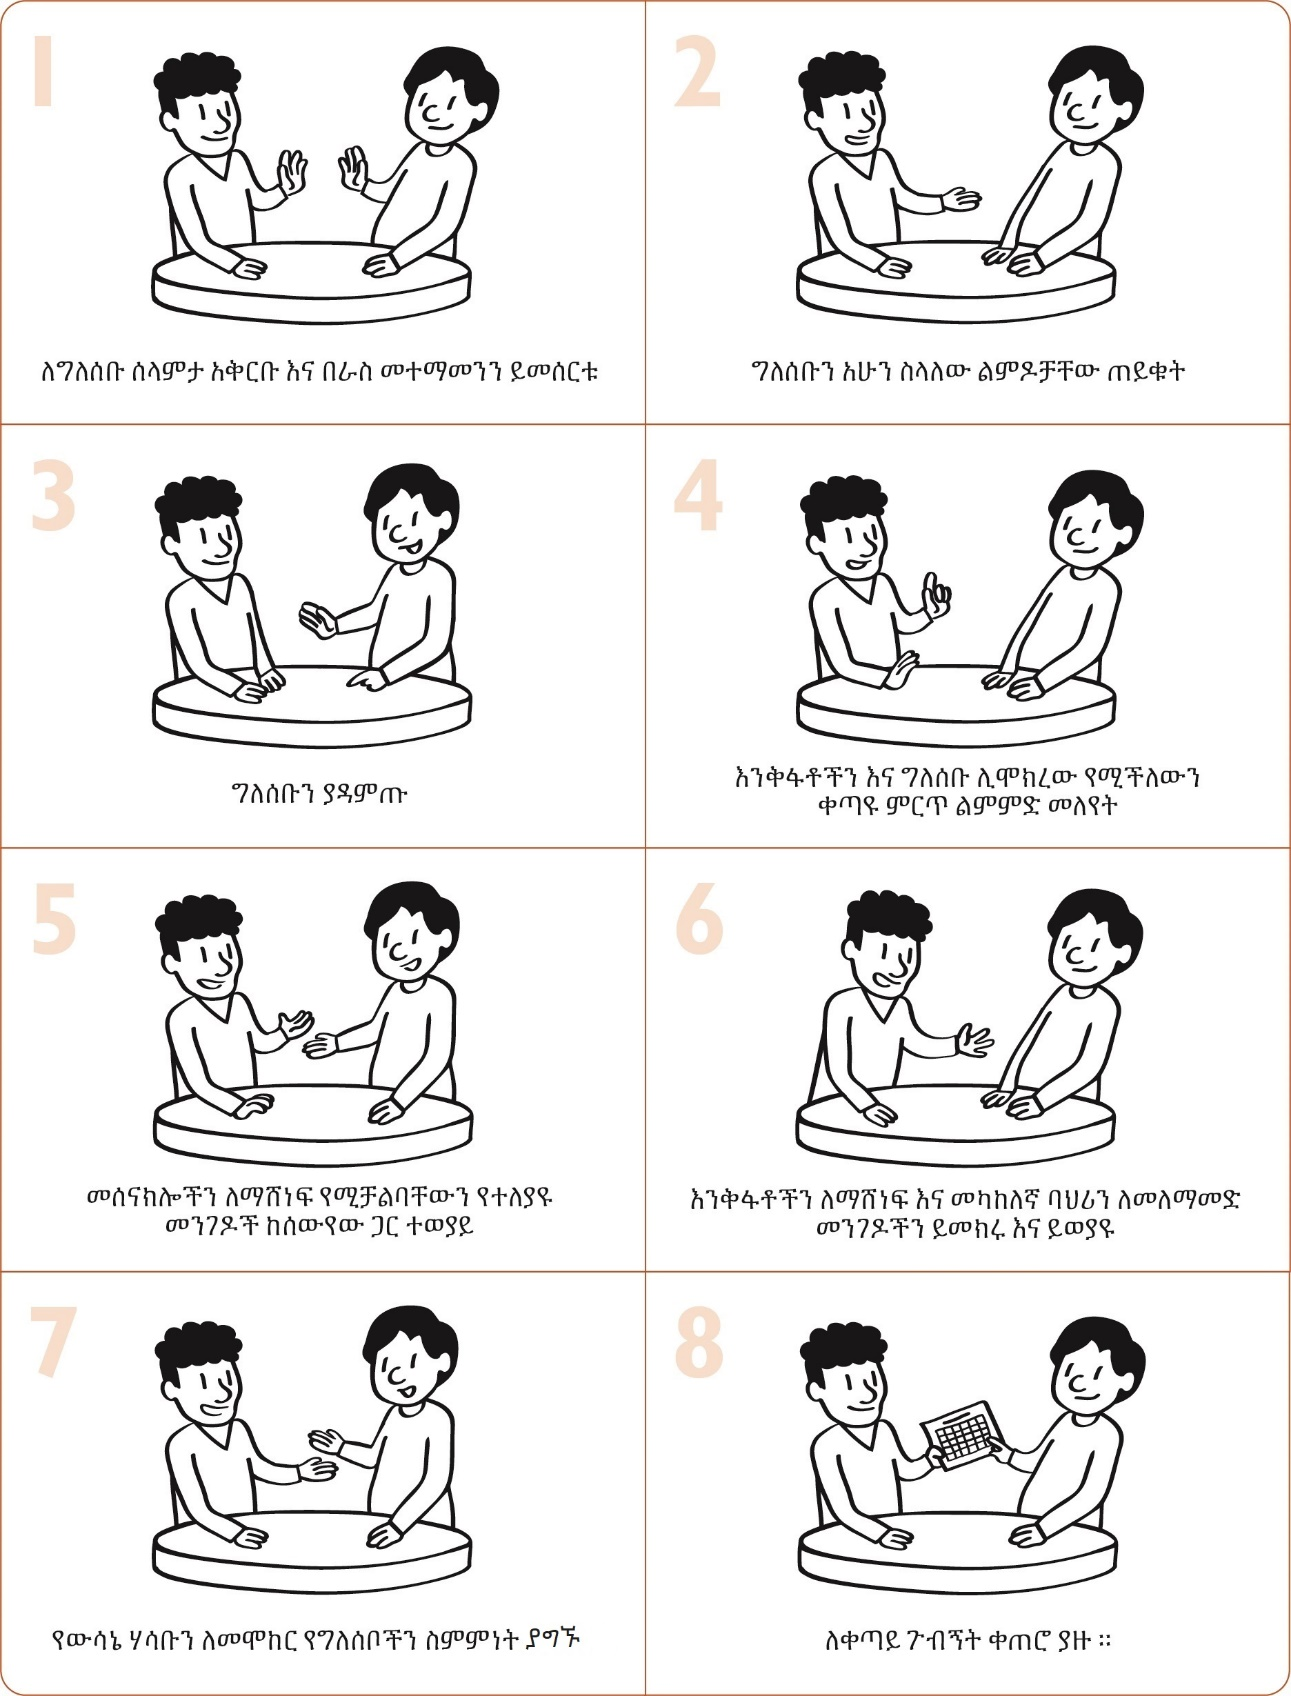 1
ለግለሰቡ ሰላምታ አቅርቡ እና በራስ መተማመንን ይመሰርቱ
2
ግለሰቡን አሁን ስላለው ልምዶቻቸው ጠይቁት
3
ግለሰቡን ያዳምጡ
4
እንቅፋቶችን እና ግለሰቡ ሊሞክረው የሚችለውን
ቀጣዩ ምርጥ ልምምድ መለየት
5
መሰናክሎችን ለማሸነፍ የሚቻልባቸውን የተለያዩ
መንገዶች ከሰውየው ጋር ተወያይ
6
እንቅፋቶችን ለማሸነፍ እና መካከለኛ ባህሪን ለመለማመድ
መንገዶችን ይመክሩ እና ይወያዩ
7
የውሳኔ ሃሳቡን ለመሞከር የግለሰቦችን ስምምነት ያግኙ
8
ለቀጣይ ጉብኝት ቀጠሮ ያዙ ።